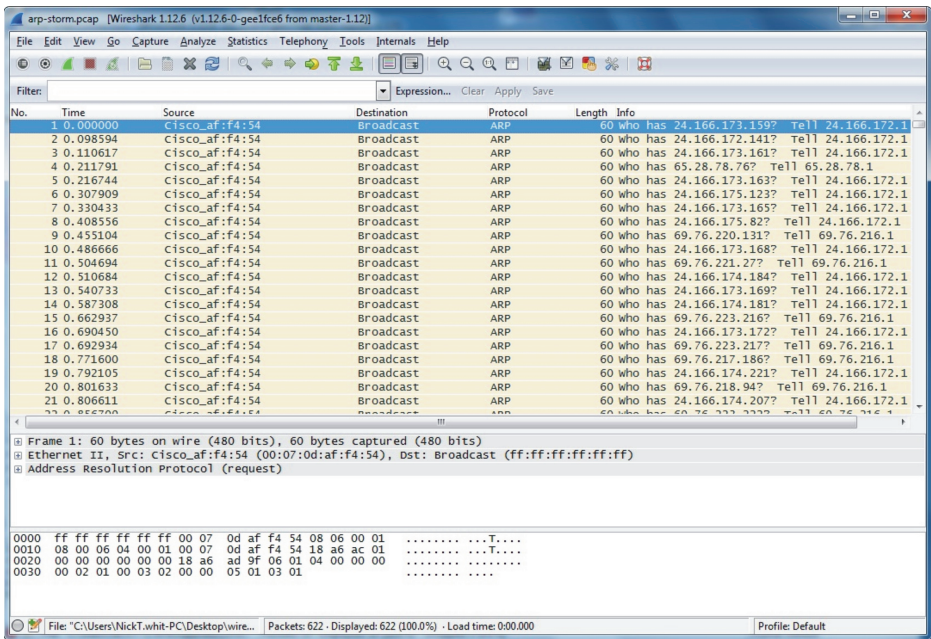 arp-storm.pcap [Wireshark 1.12.6 (v1.12.6-0-gee1fce6 from master-1.12)]
File Edit View Go Capture Analyze Statistics Telephony Tools Internals Help
Filter: Expression... Clear Apply Save
No. Time Source Destination Protocol Length Info
1 0.000000 Cisco_af:f4:54 Broadcast ARP 60 who has 24.166.173.159? Tell 24.166.172.1
2 0.098594 Cisco_af:f4:54 Broadcast ARP 60 who has 24.166.172.141? Tell 24.166.172.1
3 0.110617 Cisco_af:f4:54 Broadcast ARP 60 who has 24.166.173.161? Tell 24.166.172.1
4 0.211791 Cisco_af:f4:54 Broadcast ARP 60 who has 65.28.78.76? Tell 65.28.78.1
5 0.216744 Cisco_af:f4:54 Broadcast ARP 60 who has 24.166.173.163? Tell 24.166.172.1
6 0.307909 Cisco_af:f4:54 Broadcast ARP 60 who has 24.166.175.123? Tell 24.166.172.1
7 0.330433 Cisco_af:f4:54 Broadcast ARP 60 who has 24.166.173.165? Tell 24.166.172.1
8 0.408556 Cisco_af:f4:54 Broadcast ARP 60 who has 24.166.175.82? Tell 24.166.172.1
9 0.455104 Cisco_af:f4:54 Broadcast ARP 60 who has 69.76.220.131? Tell 69.76.216.1
10 0.486666 Cisco_af:f4:54 Broadcast ARP 60 who has 24.166.173.168? Tell 24.166.172.1
11 0.504694 Cisco_af:f4:54 Broadcast ARP 60 who has 69.76.221.27? Tell 69.76.216.1
12 0.510684 Cisco_af:f4:54 Broadcast ARP 60 who has 24.166.174.184? Tell 24.166.172.1
13 0.540733 Cisco_af:f4:54 Broadcast ARP 60 who has 24.166.173.169? Tell 24.166.172.1
14 0.587308 Cisco_af:f4:54 Broadcast ARP 60 who has 24.166.174.181? Tell 24.166.172.1
15 0.662937 Cisco_af:f4:54 Broadcast ARP 60 who has 69.76.223.216? Tell 69.76.216.1
16 0.690450 Cisco_af:f4:54 Broadcast ARP 60 who has 24.166.173.172? Tell 24.166.172.1
17 0.692934 Cisco_af:f4:54 Broadcast ARP 60 who has 69.76.223.217? Tell 69.76.216.1
18 0.771600 Cisco_af:f4:54 Broadcast ARP 60 who has 69.76.217.186? Tell 69.76.216.1
19 0.792105 Cisco_af:f4:54 Broadcast ARP 60 who has 24.166.174.221? Tell 24.166.172.1
20 0.801633 Cisco_af:f4:54 Broadcast ARP 60 who has 69.76.218.94? Tell 69.76.216.1
21 0.806611 Cisco_af:f4:54 Broadcast ARP 60 who has 24.166.174.207? Tell 24.166.172.1
Frame 1: 60 bytes on wire (480 bits), 60 bytes captured (480 bits)
Ethernet II, Src: Cisco_af:f4:54 (00:07:0d:af:f4:54), Dst: Broadcast (ff:ff:ff:ff:ff:ff)
Address Resolution Protocol (request)
0000 ff ff ff ff ff ff 00 07 0d af f4 54 08 06 00 01 ........ ...T....
0010 08 00 06 04 00 01 00 07 0d af f4 54 18 a6 ac 01 ........ ...T....
0020 00 00 00 00 00 00 18 a6 ad 9f 06 01 04 00 00 00 ........ ........
0030 00 02 01 00 03 02 00 00 05 01 03 01 ........ ....
File: "C:\Users\NickT.whit-PC\Desktop\wire... Packets: 622 · Displayed: 622 (100.0%) · Load time: 0:00.000 Profile: Default